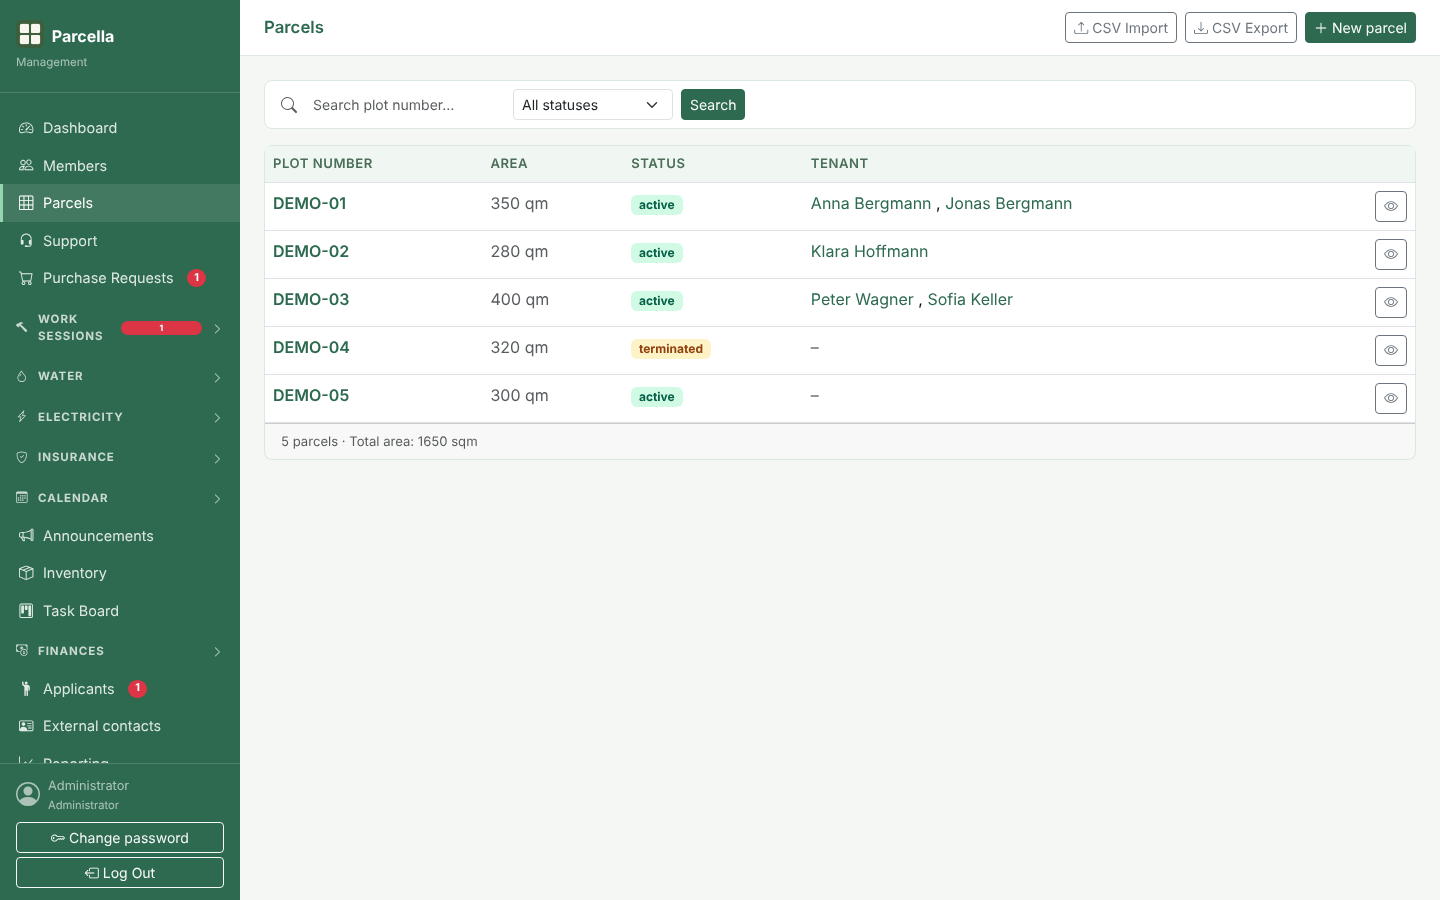 Parcella
Management
Dashboard
Members
Parcels
Support
Purchase Requests 1
WORK SESSIONS 1
WATER
ELECTRICITY
INSURANCE
CALENDAR
Announcements
Inventory
Task Board
FINANCES
Applicants 1
External contacts
Reporting
Administrator
Administrator
Change password
Log Out
Parcels
CSV Import
CSV Export
New parcel
Search plot number...
All statuses
Search
PLOT NUMBER AREA STATUS TENANT
DEMO-01 350 qm active Anna Bergmann , Jonas Bergmann
DEMO-02 280 qm active Klara Hoffmann
DEMO-03 400 qm active Peter Wagner , Sofia Keller
DEMO-04 320 qm terminated –
DEMO-05 300 qm active –
5 parcels · Total area: 1650 sqm